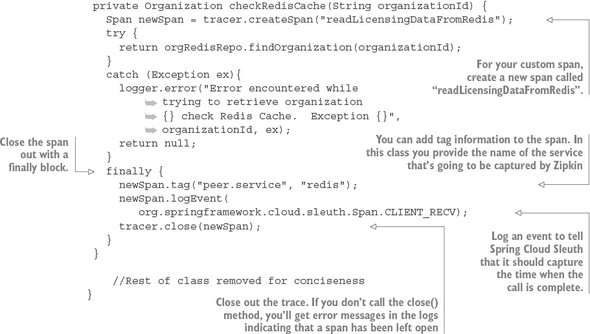 private Organization checkRedisCache(String organizationId) {
Span newSpan = tracer.createSpan("readLicensingDataFromRedis");
try {
return orgRedisRepo.findOrganization(organizationId);
}
catch (Exception ex){
logger.error("Error encountered while
➥ trying to retrieve organization
➥ {} check Redis Cache.  Exception {}",
➥ organizationId, ex);
return null;
}
finally {
newSpan.tag("peer.service", "redis");
newSpan.logEvent(
org.springframework.cloud.sleuth.Span.CLIENT_RECV);
tracer.close(newSpan);
}
}
//Rest of class removed for conciseness
}
For your custom span,
create a new span called
“readLicensingDataFromRedis”.
Close the span
out with a
finally block.
You can add tag information to the span. In
this class you provide the name of the service
that’s going to be captured by Zipkin
Log an event to tell
Spring Cloud Sleuth
that it should capture
the time when the
call is complete.
Close out the trace. If you don’t call the close()
method, you’ll get error messages in the logs
indicating that a span has been left open